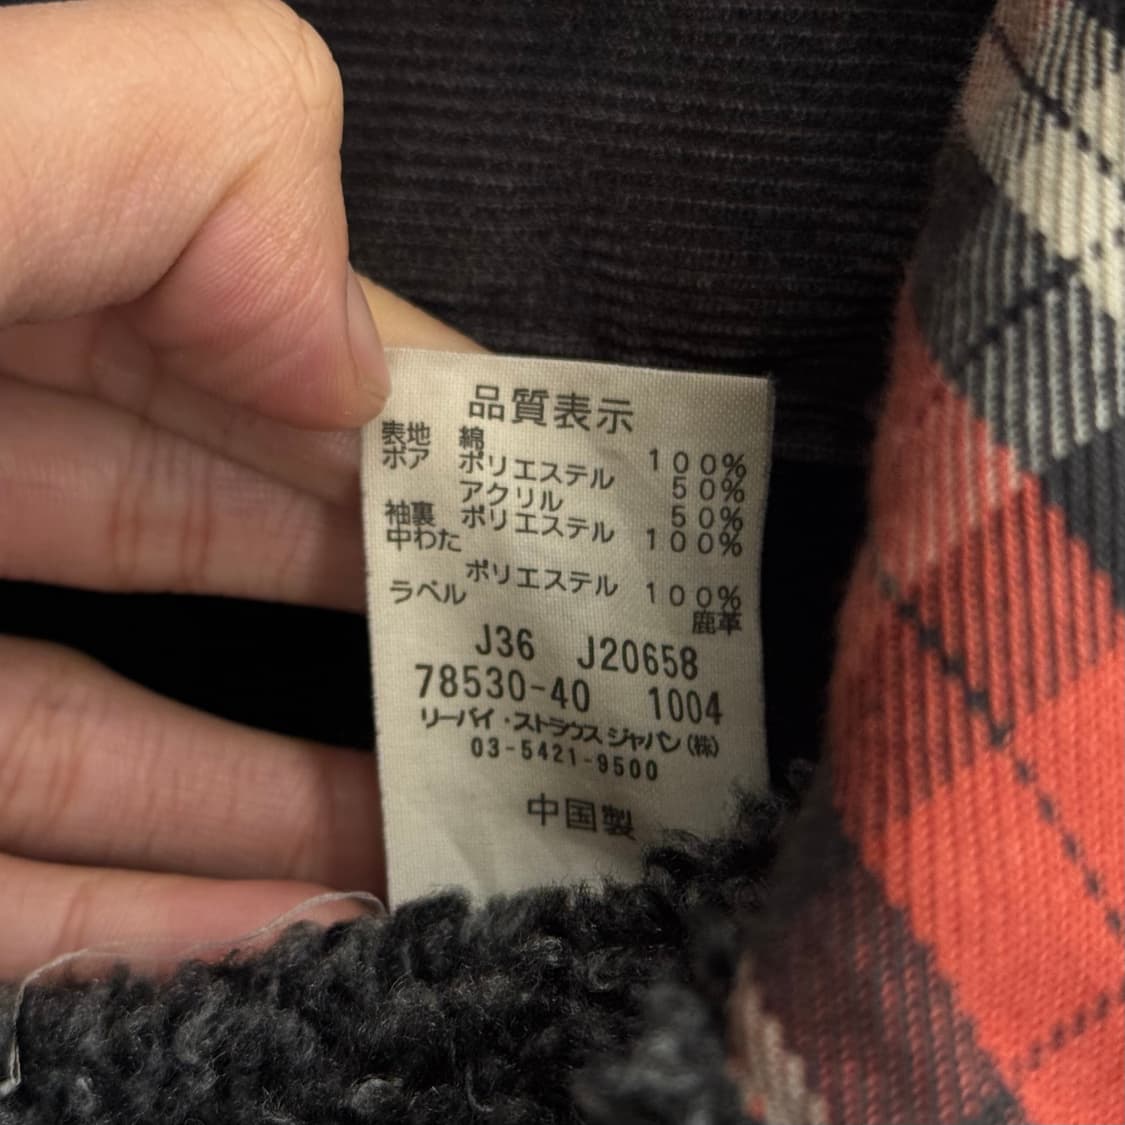 品質表示
表地 綿 100%
ボア ポリエステル 50%
アクリル 50%
袖裏 ポリエステル 100%
中わた
ポリエステル 100%
ラベル 鹿革
J36 J20658
78530-40 1004
リーバイ・ストラウス ジャパン(株)
03-5421-9500
中国製